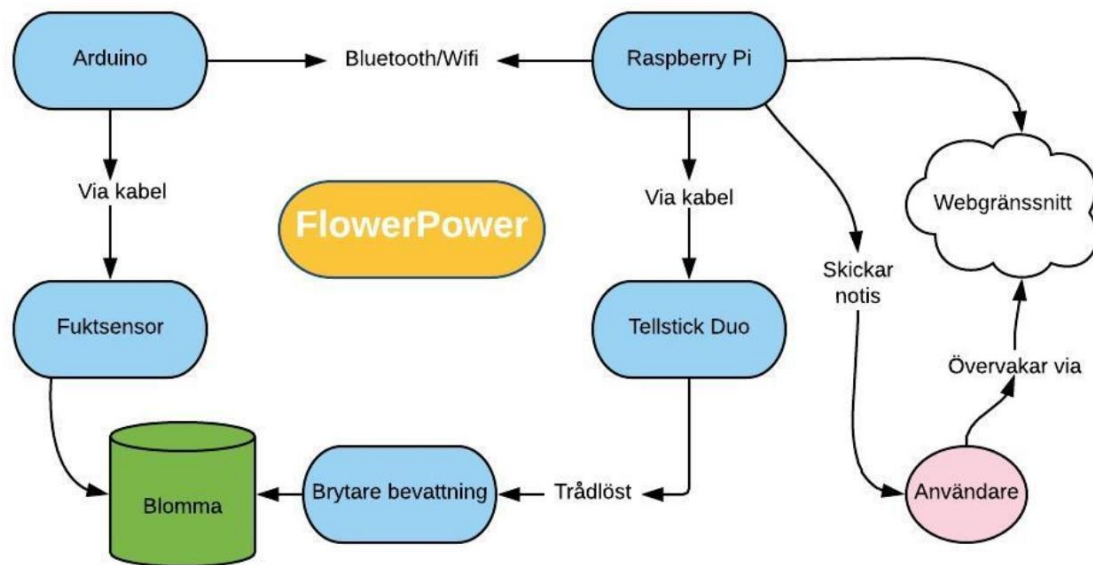 Arduino
Bluetooth/Wifi
Raspberry Pi
Via kabel
FlowerPower
Via kabel
Webgränssnitt
Skickar
notis
Fuktsensor
Tellstick Duo
Övervakar via
Blomma
Brytare bevattning
Trådlöst
Användare